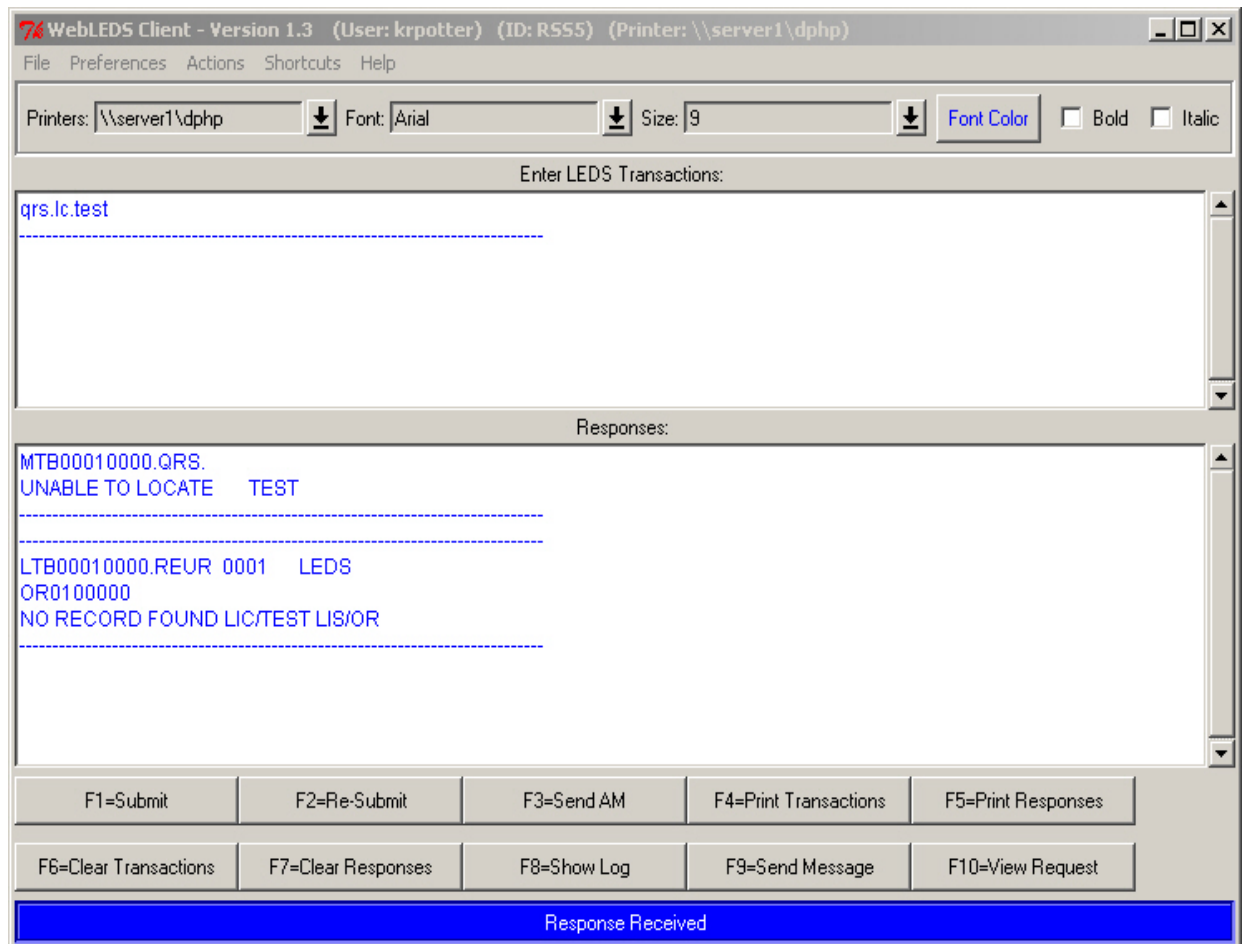 WebLEDS Client - Version 1.3 (User: krpotter) (ID: RSS5) (Printer: \\server1\dphp)
File Preferences Actions Shortcuts Help
Printers: \\server1\dphp Font: Arial Size: 9 Font Color Bold Italic
Enter LEDS Transactions:
qrs.lc.test
--------------------------------------------------------------------------------
Responses:
MTB00010000.QRS.
UNABLE TO LOCATE TEST
--------------------------------------------------------------------------------
--------------------------------------------------------------------------------
LTB00010000.REUR 0001 LEDS
OR0100000
NO RECORD FOUND LIC/TEST LIS/OR
--------------------------------------------------------------------------------
F1=Submit F2=Re-Submit F3=Send AM F4=Print Transactions F5=Print Responses
F6=Clear Transactions F7=Clear Responses F8=Show Log F9=Send Message F10=View Request
Response Received